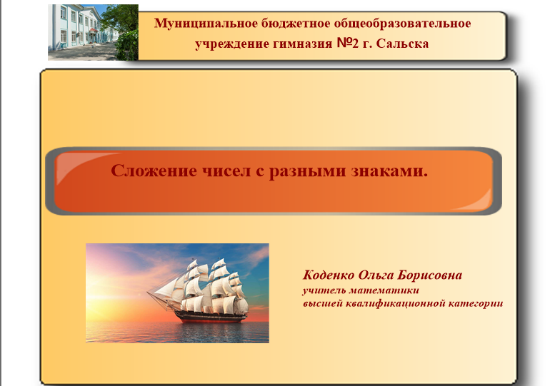 Муниципальное бюджетное общеобразовательное
учреждение гимназия №2 г. Сальска
Сложение чисел с разными знаками.
Коденко Ольга Борисовна
учитель математики
высшей квалификационной категории